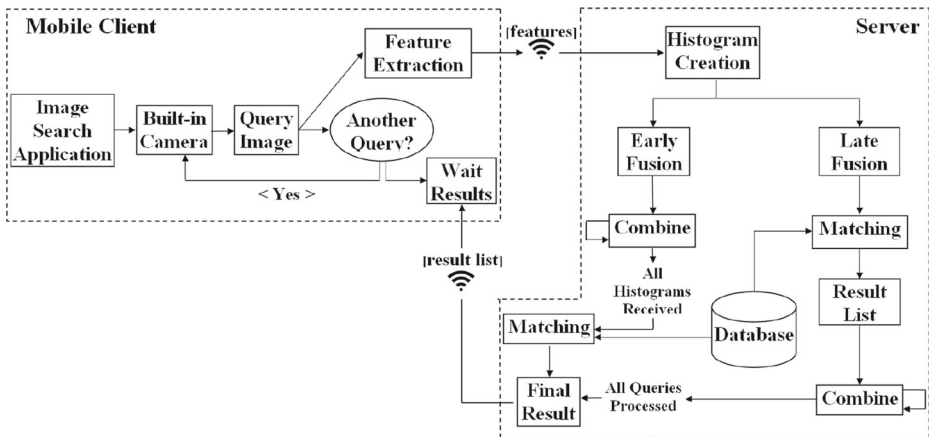 Mobile Client
Image
Search
Application
Built-in
Camera
Query
Image
Feature
Extraction
Another
Query?
< Yes >
Wait
Results
[features]
[result list]
Server
Histogram
Creation
Early
Fusion
Late
Fusion
Combine
Matching
All
Histograms
Received
Result
List
Matching
Database
Final
Result
All Queries
Processed
Combine